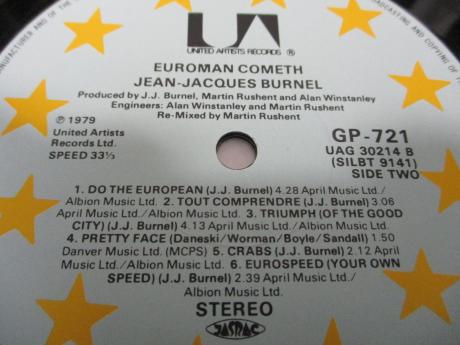 MANUFACTURER AND
BROADCASTING AND COPYING OF
UA
UNITED ARTISTS RECORDS ®
EUROMAN COMETH
JEAN-JACQUES BURNEL
Produced by J.J. Burnel, Martin Rushent and Alan Winstanley
Engineers: Alan Winstanley and Martin Rushent
Re-Mixed by Martin Rushent
℗ 1979
United Artists
Records Ltd.
SPEED 33⅓
GP-721
UAG 30214 B
(SILBT 9141)
SIDE TWO
1. DO THE EUROPEAN (J.J. Burnel) 4.28 April Music Ltd./
Albion Music Ltd. 2. TOUT COMPRENDRE (J.J. Burnel) 3.06
April Music Ltd./Albion Music Ltd. 3. TRIUMPH (OF THE GOOD
CITY) (J.J. Burnel) 4.13 April Music Ltd./Albion Music Ltd.
4. PRETTY FACE (Daneski/Worman/Boyle/Sandall) 1.50
Danver Music Ltd. (MCPS) 5. CRABS (J.J. Burnel) 2.12 April
Music Ltd./Albion Music Ltd. 6. EUROSPEED (YOUR OWN
SPEED) (J.J. Burnel) 2.39 April Music Ltd./
Albion Music Ltd.
STEREO
JASRAC